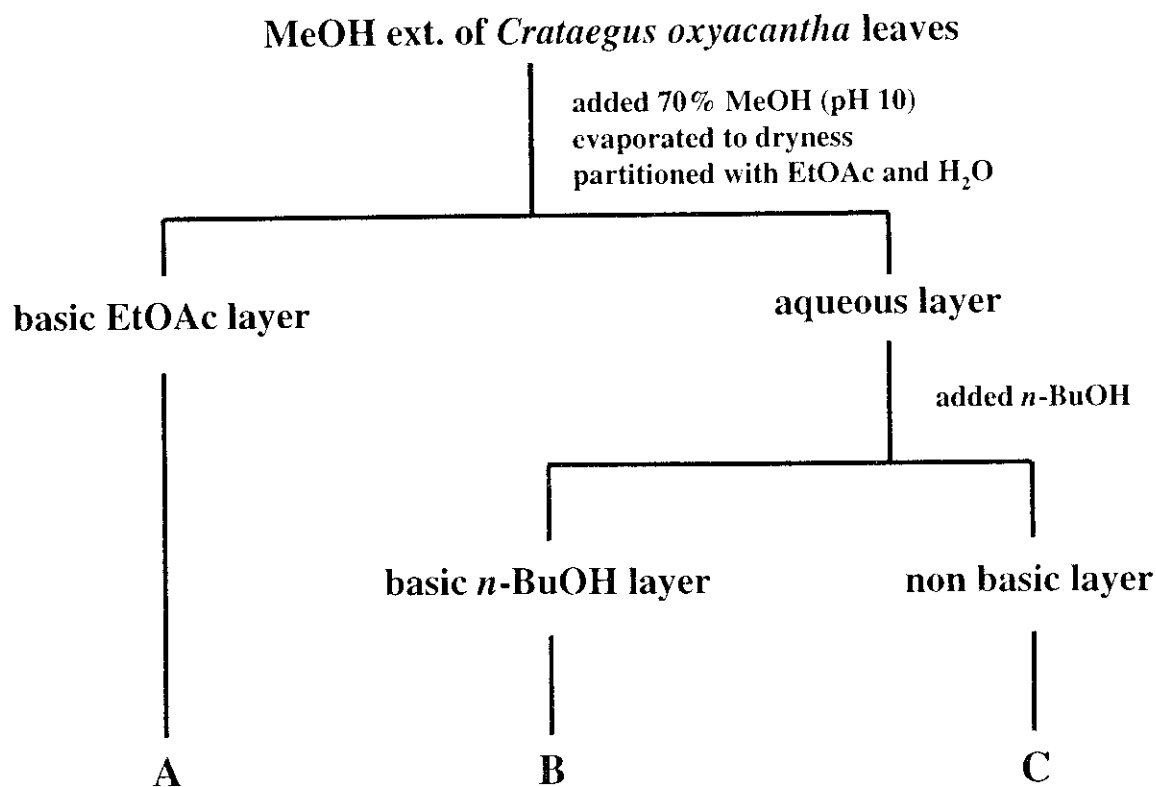 MeOH ext. of Crataegus oxyacantha leaves
added 70% MeOH (pH 10)
evaporated to dryness
partitioned with EtOAc and H₂O
basic EtOAc layer
aqueous layer
added n-BuOH
basic n-BuOH layer
non basic layer
A
B
C